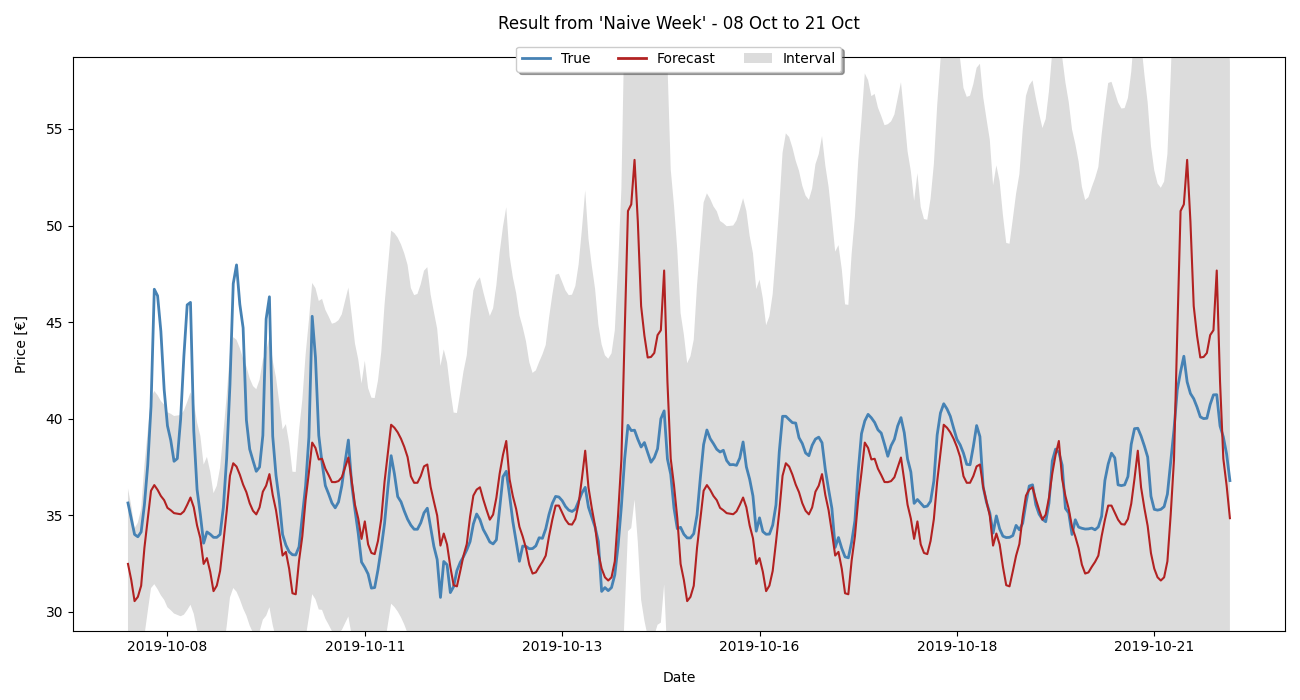 Result from 'Naive Week' - 08 Oct to 21 Oct
True Forecast Interval
Price [€]
55
50
45
40
35
30
2019-10-08 2019-10-11 2019-10-13 2019-10-16 2019-10-18 2019-10-21
Date